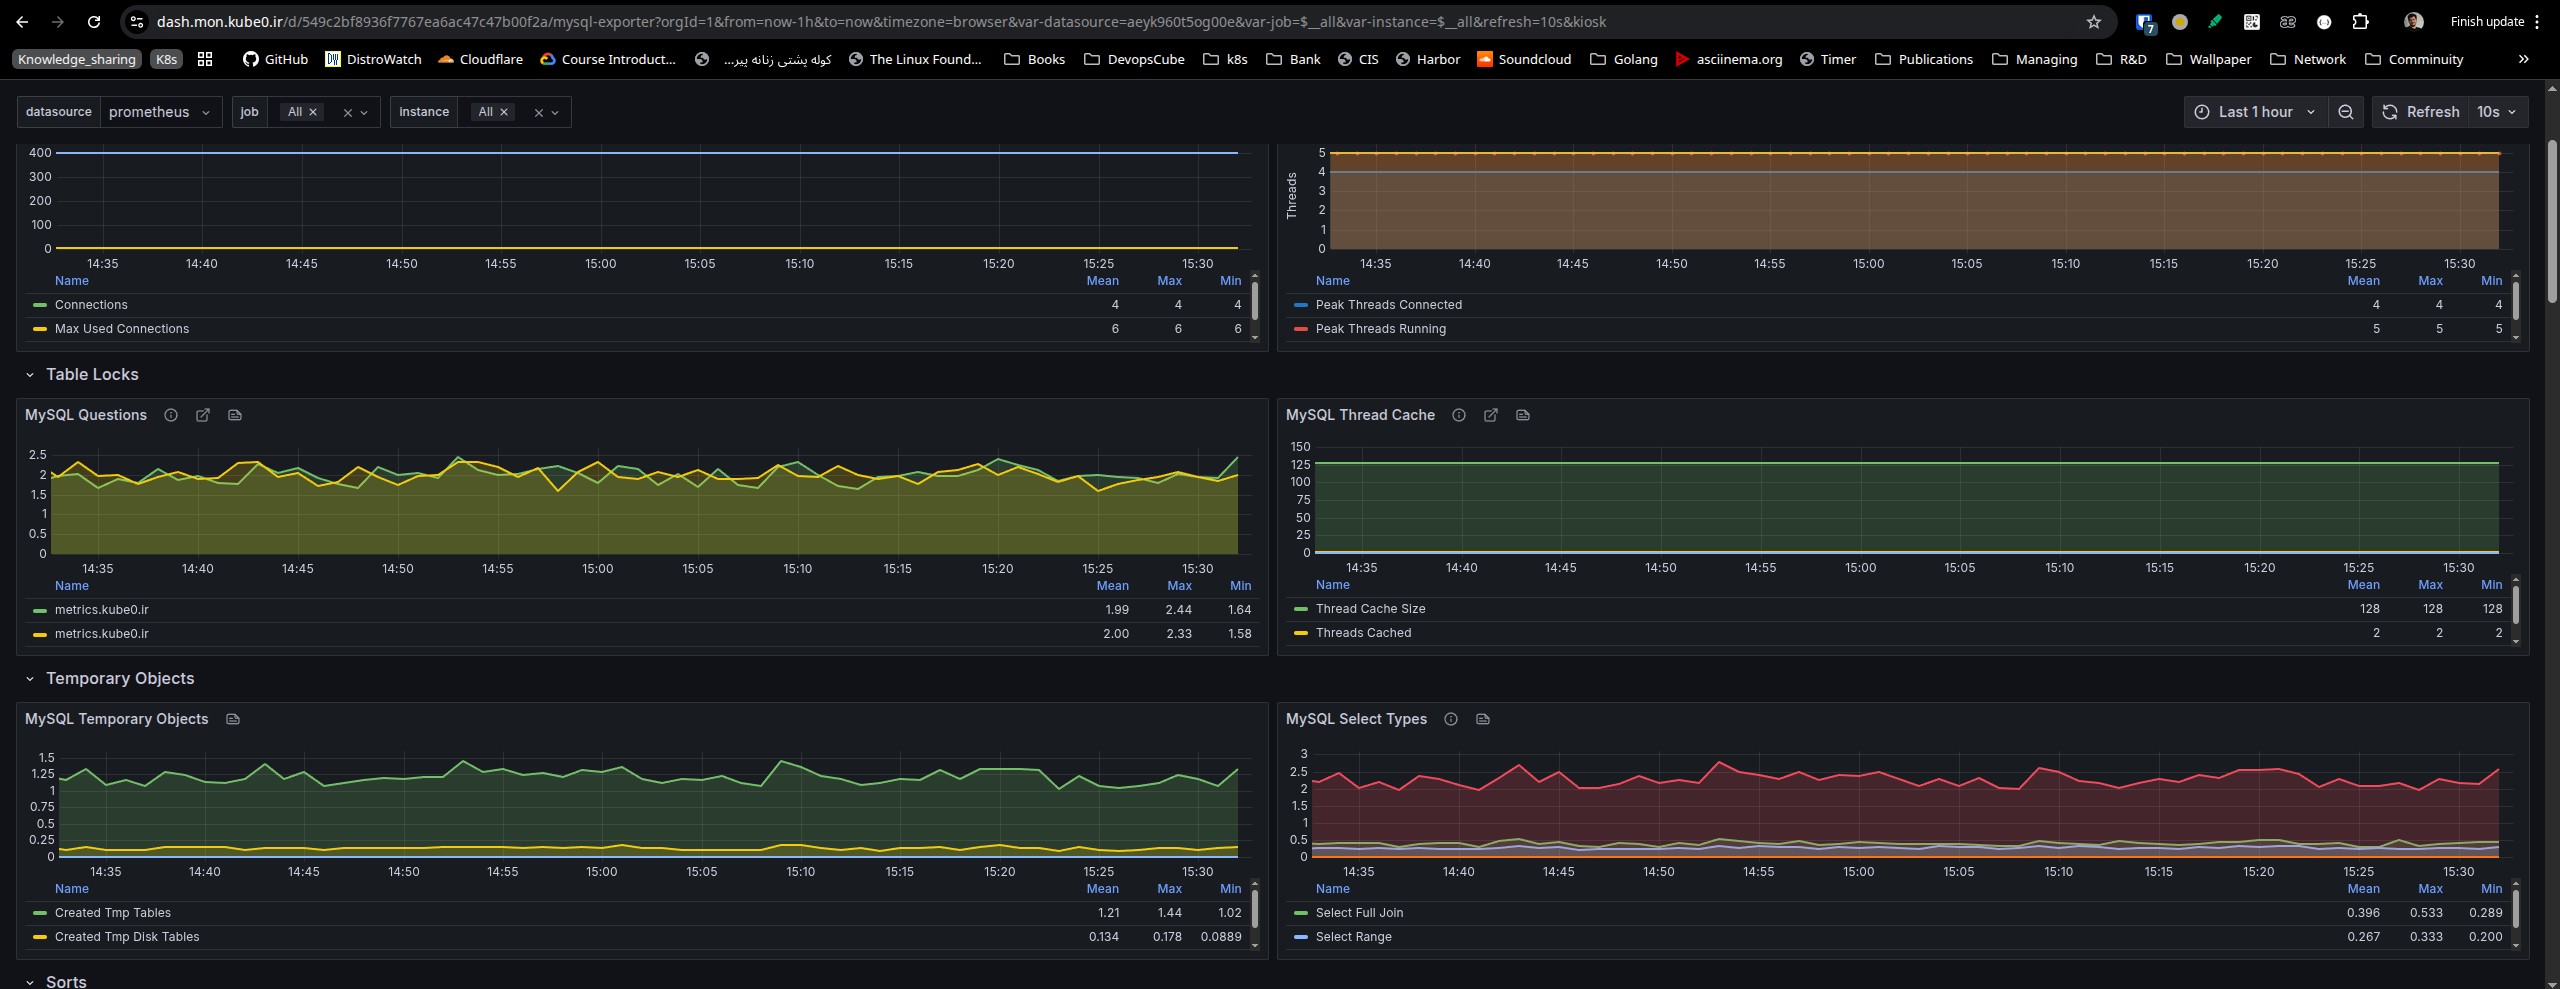 dash.mon.kube0.ir/d/549c2bf8936f7767ea6ac47c47b00f2a/mysql-exporter?orgId=1&from=now-1h&to=now&timezone=browser&var-datasource=aeyk960t5og00e&var-job=$__all&var-instance=$__all&refresh=10s&kiosk
7
Finish update
Knowledge_sharing K8s GitHub DistroWatch Cloudflare Course Introduct... کوله پشتی زنانه بیر... The Linux Found... Books DevopsCube k8s Bank CIS Harbor Soundcloud Golang asciinema.org Timer Publications Managing R&D Wallpaper Network Comminuity
datasource prometheus job All instance All Last 1 hour Refresh 10s
400
300
200
100
0
14:35 14:40 14:45 14:50 14:55 15:00 15:05 15:10 15:15 15:20 15:25 15:30
Name Mean Max Min
Connections 4 4 4
Max Used Connections 6 6 6
Threads
5
4
3
2
1
0
14:35 14:40 14:45 14:50 14:55 15:00 15:05 15:10 15:15 15:20 15:25 15:30
Name Mean Max Min
Peak Threads Connected 4 4 4
Peak Threads Running 5 5 5
Table Locks
MySQL Questions
2.5
2
1.5
1
0.5
0
14:35 14:40 14:45 14:50 14:55 15:00 15:05 15:10 15:15 15:20 15:25 15:30
Name Mean Max Min
metrics.kube0.ir 1.99 2.44 1.64
metrics.kube0.ir 2.00 2.33 1.58
MySQL Thread Cache
150
125
100
75
50
25
0
14:35 14:40 14:45 14:50 14:55 15:00 15:05 15:10 15:15 15:20 15:25 15:30
Name Mean Max Min
Thread Cache Size 128 128 128
Threads Cached 2 2 2
Temporary Objects
MySQL Temporary Objects
1.5
1.25
1
0.75
0.5
0.25
0
14:35 14:40 14:45 14:50 14:55 15:00 15:05 15:10 15:15 15:20 15:25 15:30
Name Mean Max Min
Created Tmp Tables 1.21 1.44 1.02
Created Tmp Disk Tables 0.134 0.178 0.0889
MySQL Select Types
3
2.5
2
1.5
1
0.5
0
14:35 14:40 14:45 14:50 14:55 15:00 15:05 15:10 15:15 15:20 15:25 15:30
Name Mean Max Min
Select Full Join 0.396 0.533 0.289
Select Range 0.267 0.333 0.200
Sorts